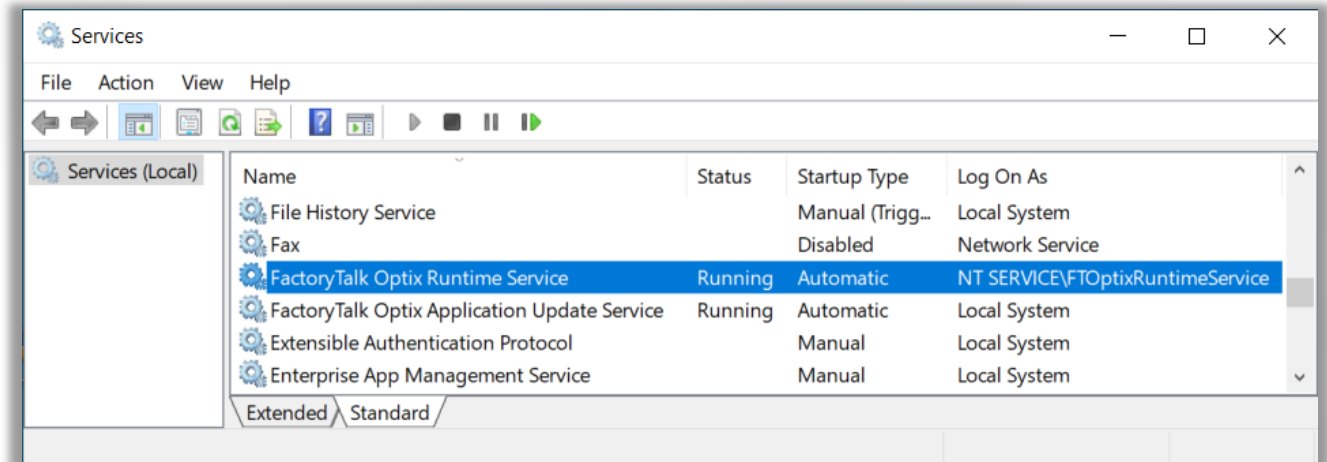 Services
File Action View Help
?
Services (Local)
Name Status Startup Type Log On As
File History Service Manual (Trigg... Local System
Fax Disabled Network Service
FactoryTalk Optix Runtime Service Running Automatic NT SERVICE\FTOptixRuntimeService
FactoryTalk Optix Application Update Service Running Automatic Local System
Extensible Authentication Protocol Manual Local System
Enterprise App Management Service Manual Local System
Extended Standard